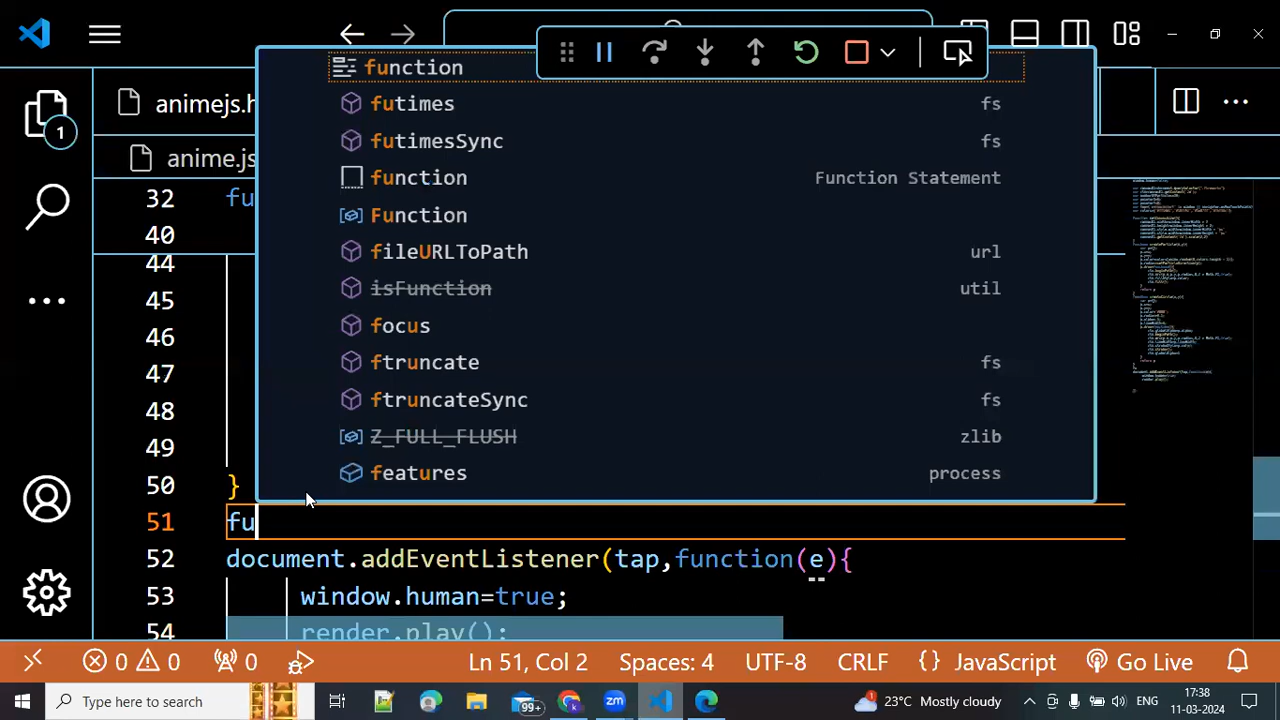 animejs.h
1
anime.js
32 fu
40
44
45
46
47
48
49
50 }
51 fu
52 document.addEventListener(tap,function(e){
53 window.human=true;
54 render.play();
function
futimes fs
futimesSync fs
function Function Statement
Function
fileURLToPath url
isFunction util
focus
ftruncate fs
ftruncateSync fs
Z_FULL_FLUSH zlib
features process
0 0 0 Ln 51, Col 2 Spaces: 4 UTF-8 CRLF {} JavaScript Go Live
Type here to search 99+ zm 23°C Mostly cloudy ENG 17:38
11-03-2024